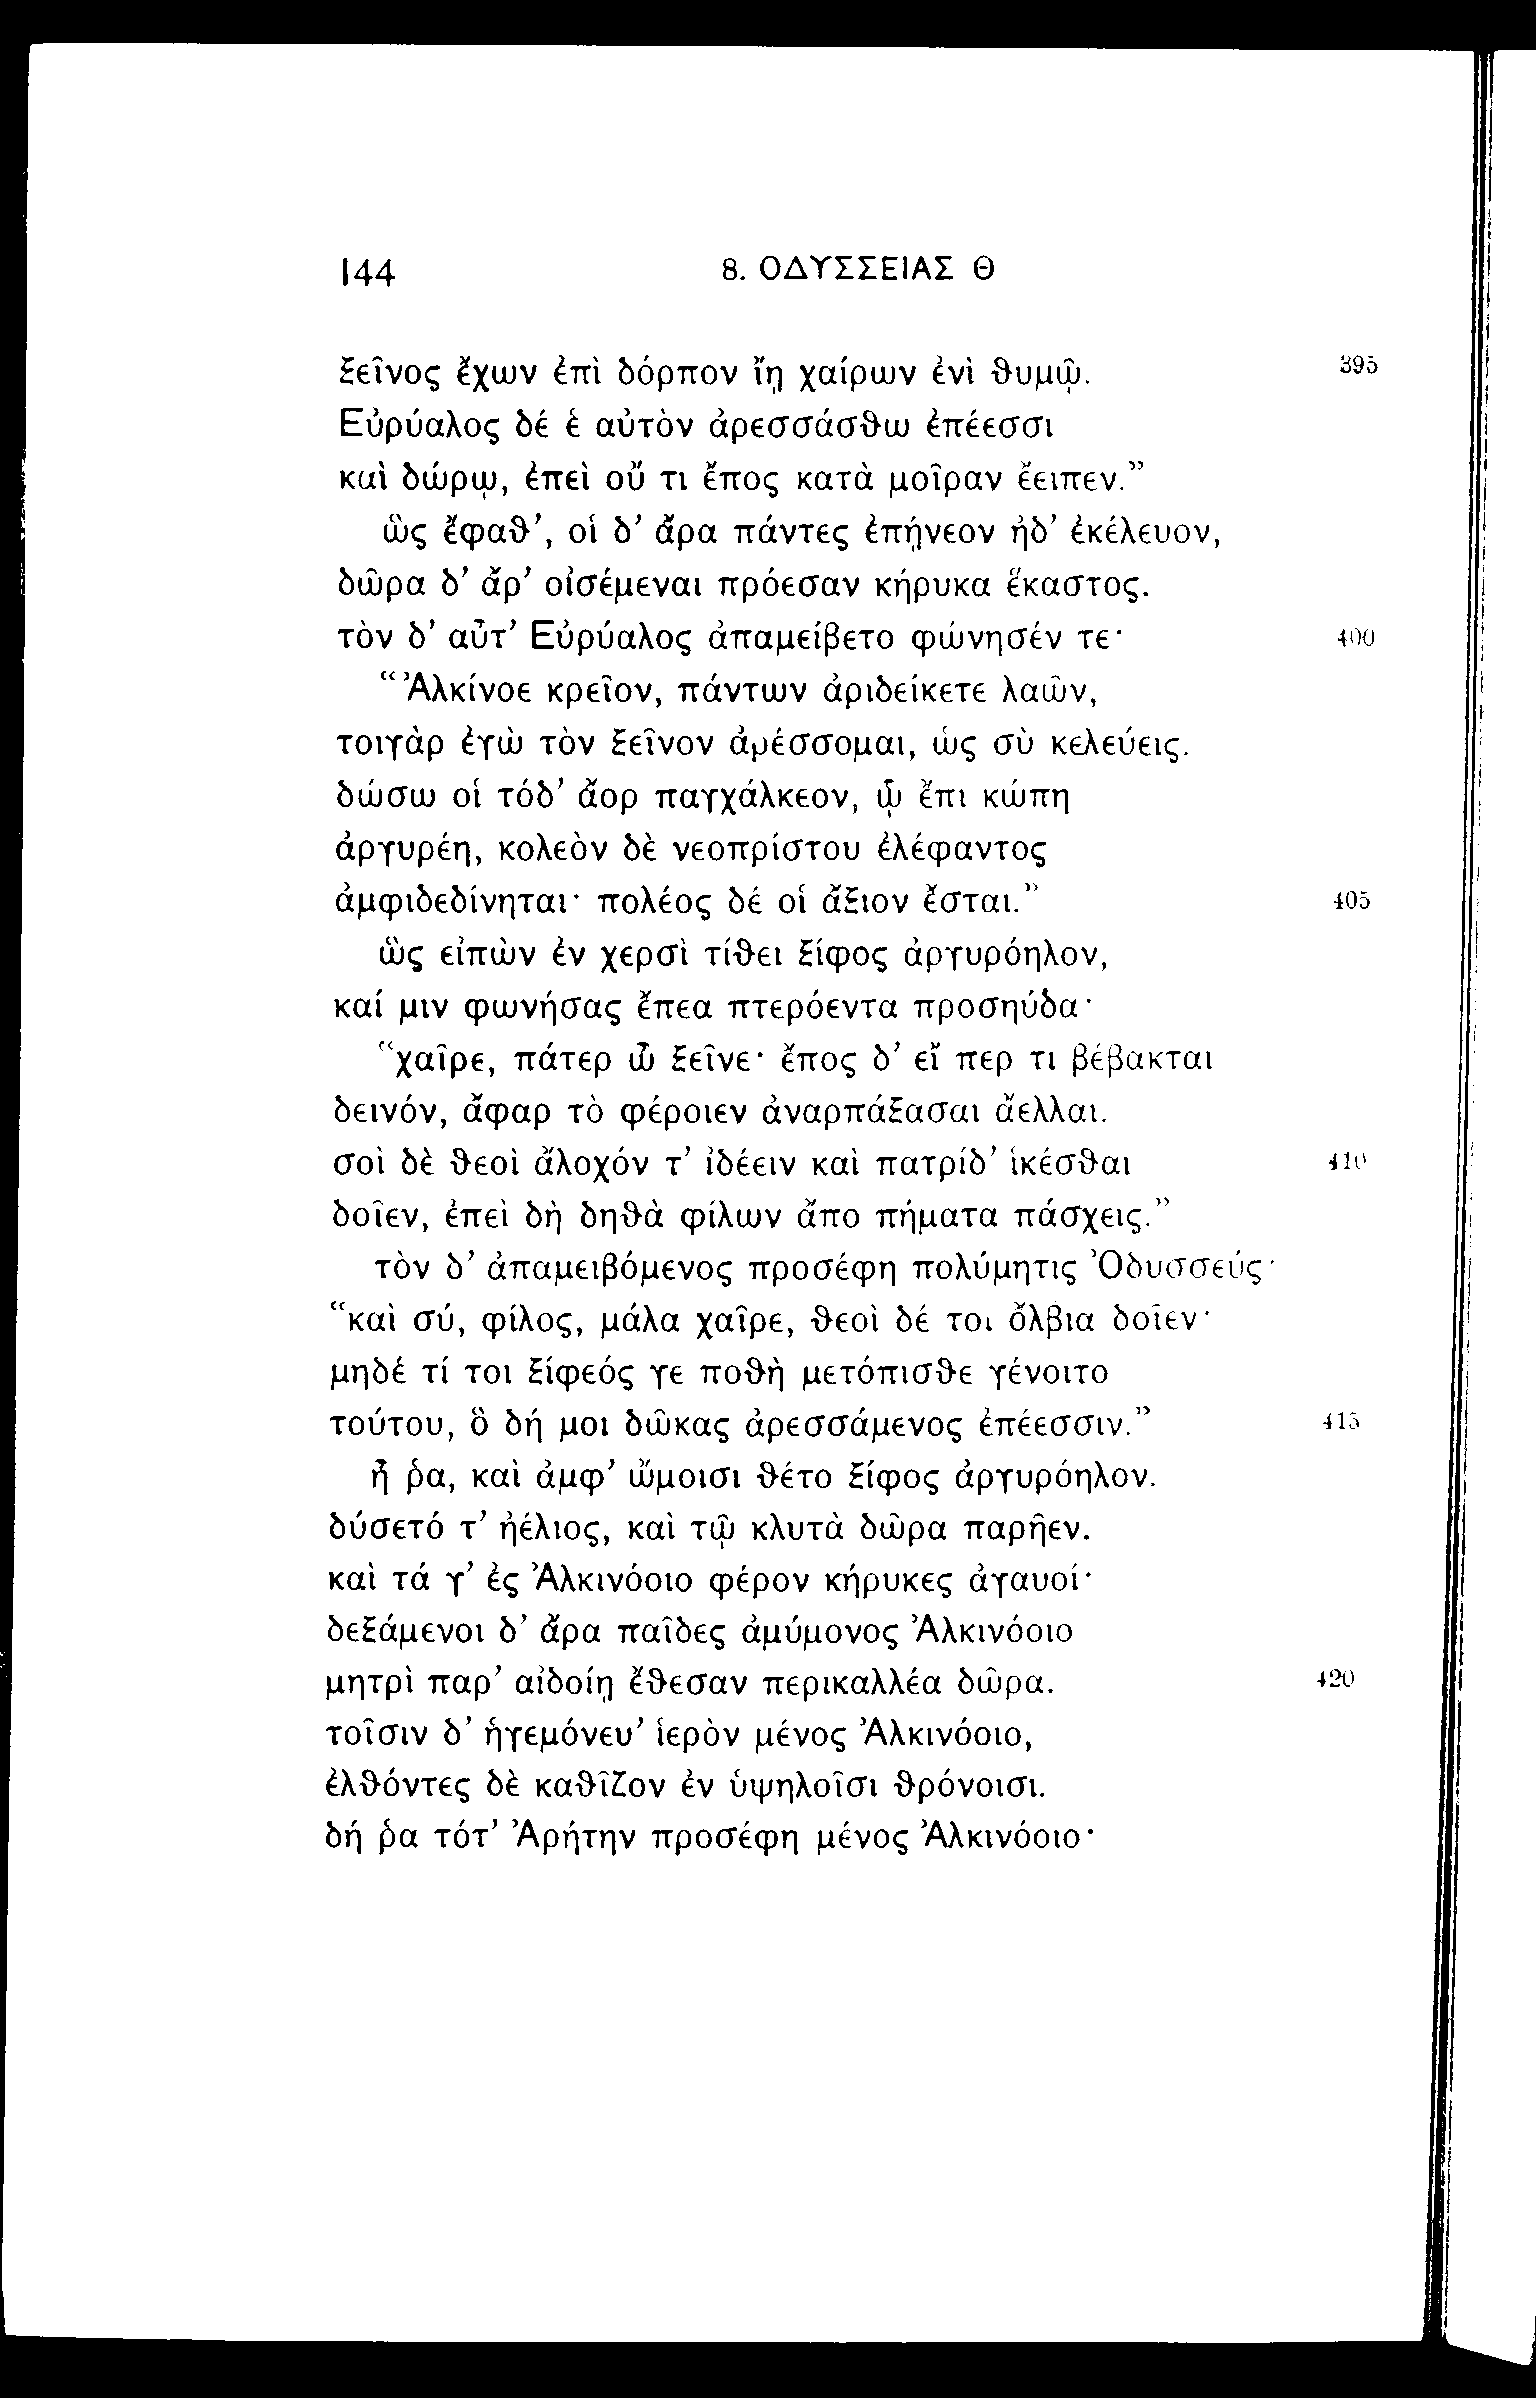 144 8. ΟΔΥΣΣΕΙΑΣ Θ
ξεῖνος ἔχων ἐπὶ δόρπον ἴῃ χαίρων ἐνὶ θυμῷ. 395
Εὐρύαλος δέ ἑ αὐτὸν ἀρεσσάσθω ἐπέεσσι
καὶ δώρῳ, ἐπεὶ οὔ τι ἔπος κατὰ μοῖραν ἔειπεν.”
ὣς ἔφαθ’, οἱ δ’ ἄρα πάντες ἐπῄνεον ἠδ’ ἐκέλευον,
δῶρα δ’ ἄρ’ οἰσέμεναι πρόεσαν κήρυκα ἕκαστος.
τὸν δ’ αὖτ’ Εὐρύαλος ἀπαμείβετο φώνησέν τε· 400
“Ἀλκίνοε κρεῖον, πάντων ἀριδείκετε λαῶν,
τοιγὰρ ἐγὼ τὸν ξεῖνον ἀρέσσομαι, ὡς σὺ κελεύεις.
δώσω οἱ τόδ’ ἄορ παγχάλκεον, ᾧ ἔπι κώπη
ἀργυρέη, κολεὸν δὲ νεοπρίστου ἐλέφαντος
ἀμφιδεδίνηται· πολέος δέ οἱ ἄξιον ἔσται.” 405
ὣς εἰπὼν ἐν χερσὶ τίθει ξίφος ἀργυρόηλον,
καί μιν φωνήσας ἔπεα πτερόεντα προσηύδα·
“χαῖρε, πάτερ ὦ ξεῖνε· ἔπος δ’ εἴ περ τι βέβακται
δεινόν, ἄφαρ τὸ φέροιεν ἀναρπάξασαι ἄελλαι.
σοὶ δὲ θεοὶ ἄλοχόν τ’ ἰδέειν καὶ πατρίδ’ ἱκέσθαι 410
δοῖεν, ἐπεὶ δὴ δηθὰ φίλων ἄπο πήματα πάσχεις.”
τὸν δ’ ἀπαμειβόμενος προσέφη πολύμητις Ὀδυσσεύς·
“καὶ σύ, φίλος, μάλα χαῖρε, θεοὶ δέ τοι ὄλβια δοῖεν·
μηδέ τί τοι ξίφεός γε ποθὴ μετόπισθε γένοιτο
τούτου, ὃ δή μοι δῶκας ἀρεσσάμενος ἐπέεσσιν.” 415
ἦ ῥα, καὶ ἀμφ’ ὤμοισι θέτο ξίφος ἀργυρόηλον.
δύσετό τ’ ἠέλιος, καὶ τῷ κλυτὰ δῶρα παρῆεν.
καὶ τά γ’ ἐς Ἀλκινόοιο φέρον κήρυκες ἀγαυοί·
δεξάμενοι δ’ ἄρα παῖδες ἀμύμονος Ἀλκινόοιο
μητρὶ παρ’ αἰδοίῃ ἔθεσαν περικαλλέα δῶρα. 420
τοῖσιν δ’ ἡγεμόνευ’ ἱερὸν μένος Ἀλκινόοιο,
ἐλθόντες δὲ καθῖζον ἐν ὑψηλοῖσι θρόνοισι.
δή ῥα τότ’ Ἀρήτην προσέφη μένος Ἀλκινόοιο·